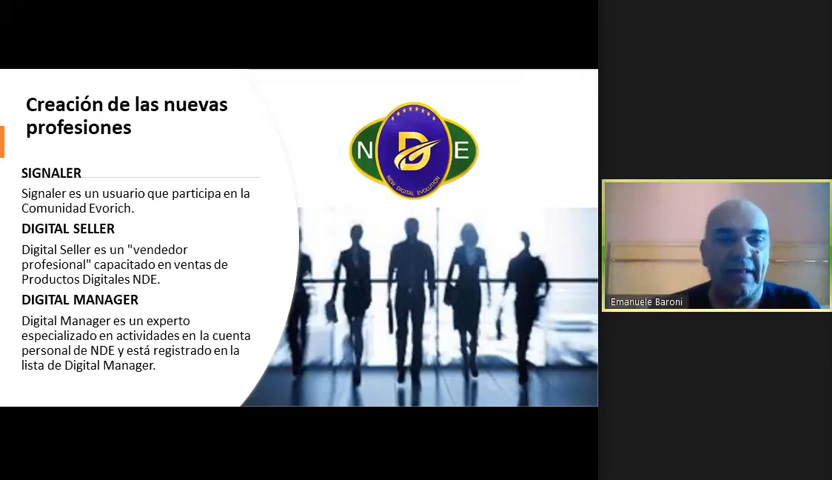 Creación de las nuevas
profesiones
N D E
NEW DIGITAL EVOLUTION
SIGNALER
Signaler es un usuario que participa en la
Comunidad Evorich.
DIGITAL SELLER
Digital Seller es un "vendedor
profesional" capacitado en ventas de
Productos Digitales NDE.
DIGITAL MANAGER
Digital Manager es un experto
especializado en actividades en la cuenta
personal de NDE y está registrado en la
lista de Digital Manager.
Emanuele Baroni